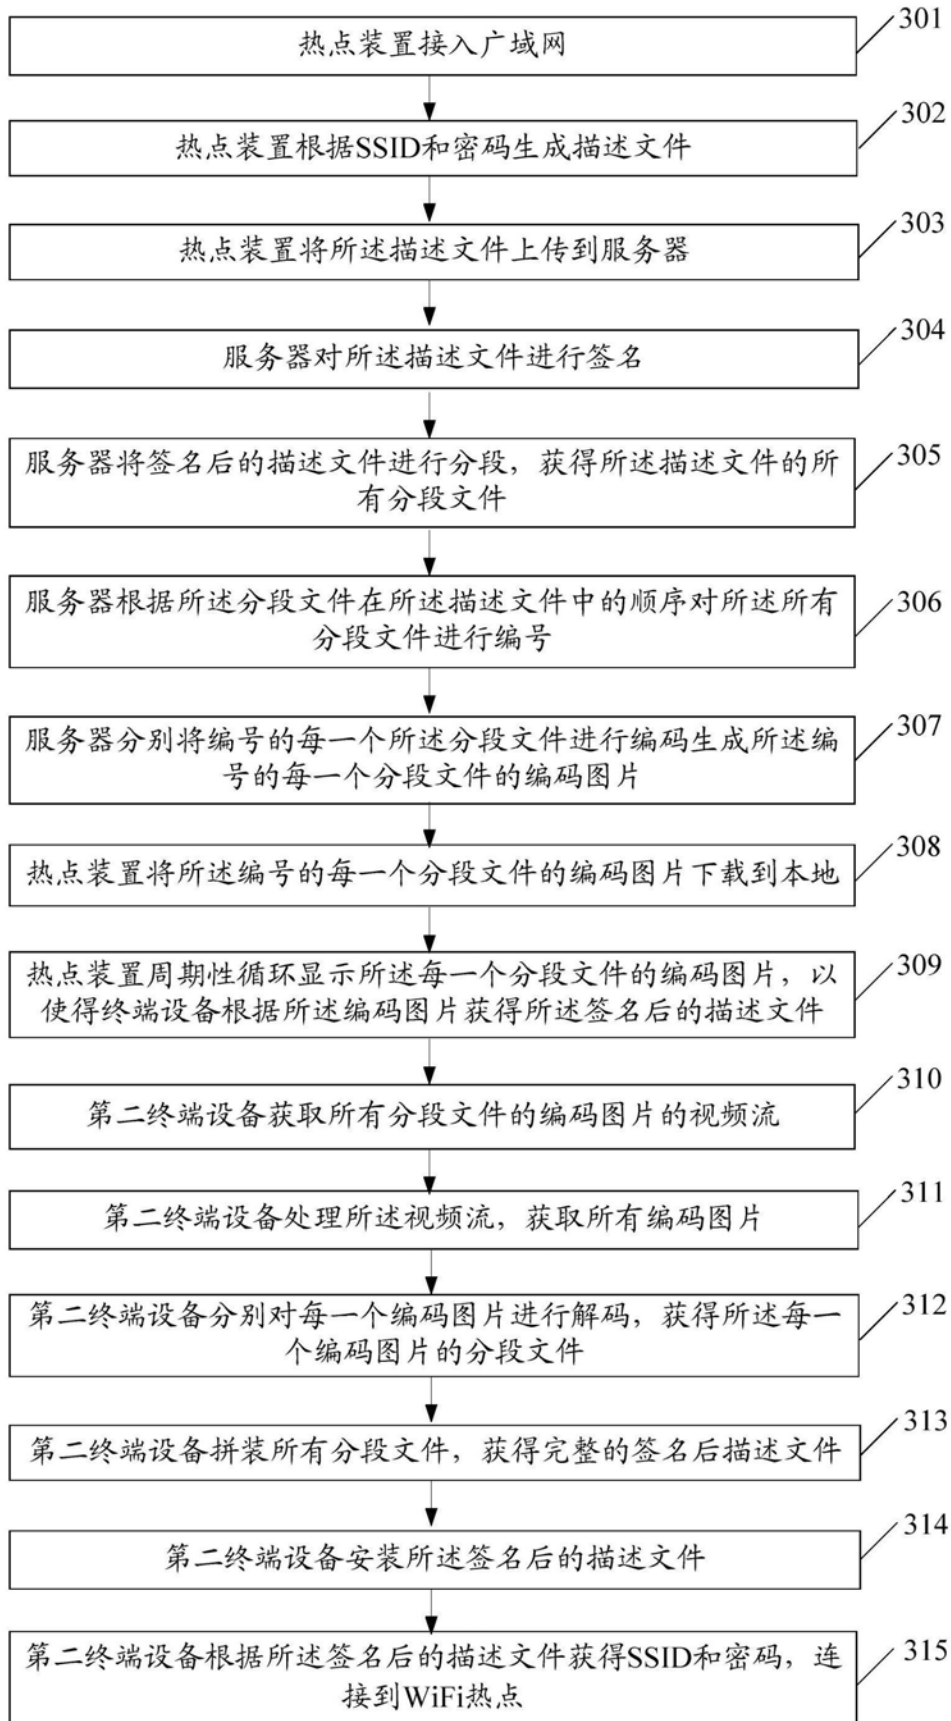 热点装置接入广域网
301
热点装置根据SSID和密码生成描述文件
302
热点装置将所述描述文件上传到服务器
303
服务器对所述描述文件进行签名
304
服务器将签名后的描述文件进行分段，获得所述描述文件的所
有分段文件
305
服务器根据所述分段文件在所述描述文件中的顺序对所述所有
分段文件进行编号
306
服务器分别将编号的每一个所述分段文件进行编码生成所述编
号的每一个分段文件的编码图片
307
热点装置将所述编号的每一个分段文件的编码图片下载到本地
308
热点装置周期性循环显示所述每一个分段文件的编码图片，以
使得终端设备根据所述编码图片获得所述签名后的描述文件
309
第二终端设备获取所有分段文件的编码图片的视频流
310
第二终端设备处理所述视频流，获取所有编码图片
311
第二终端设备分别对每一个编码图片进行解码，获得所述每一
个编码图片的分段文件
312
第二终端设备拼装所有分段文件，获得完整的签名后描述文件
313
第二终端设备安装所述签名后的描述文件
314
第二终端设备根据所述签名后的描述文件获得SSID和密码，连
接到WiFi热点
315